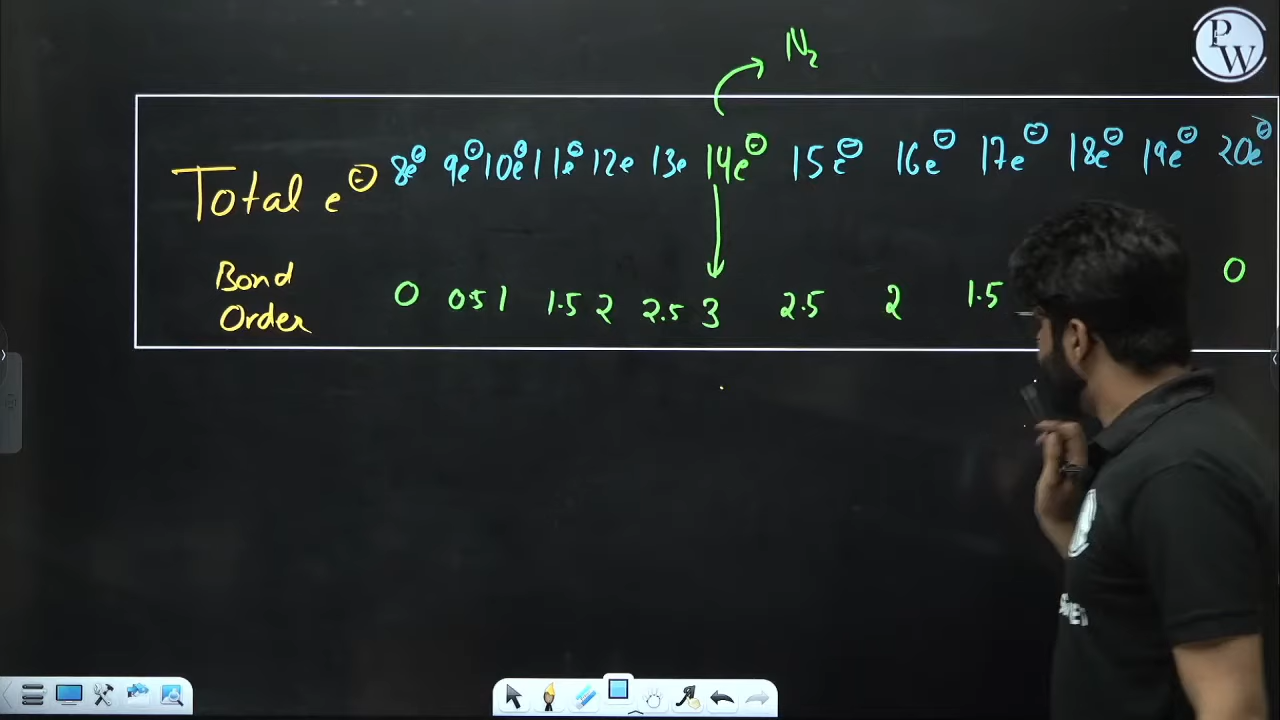 PW
N₂
Total e⊖ 8e⊖ 9e⊖ 10e⊖ 11e⊖ 12e 13e 14e⊖ 15e⊖ 16e⊖ 17e⊖ 18e⊖ 19e⊖ 20e⊖
Bond
Order 0 0.5 1 1.5 2 2.5 3 2.5 2 1.5 0